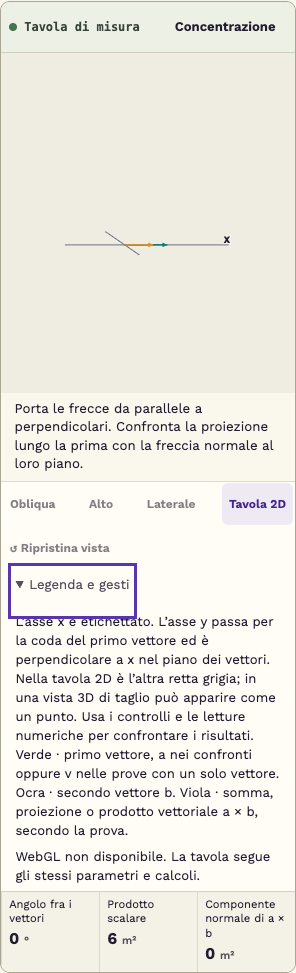 Tavola di misura
Concentrazione
x
Porta le frecce da parallele a
perpendicolari. Confronta la proiezione
lungo la prima con la freccia normale al
loro piano.
Obliqua
Alto
Laterale
Tavola 2D
↺ Ripristina vista
▼ Legenda e gesti
L'asse x è etichettato. L'asse y passa per
la coda del primo vettore ed è
perpendicolare a x nel piano dei vettori.
Nella tavola 2D è l'altra retta grigia; in
una vista 3D di taglio può apparire come
un punto. Usa i controlli e le letture
numeriche per confrontare i risultati.
Verde · primo vettore, a nei confronti
oppure v nelle prove con un solo vettore.
Ocra · secondo vettore b. Viola · somma,
proiezione o prodotto vettoriale a × b,
secondo la prova.
WebGL non disponibile. La tavola segue
gli stessi parametri e calcoli.
Angolo fra i
vettori
0 °
Prodotto
scalare
6 m²
Componente
normale di a ×
b
0 m²